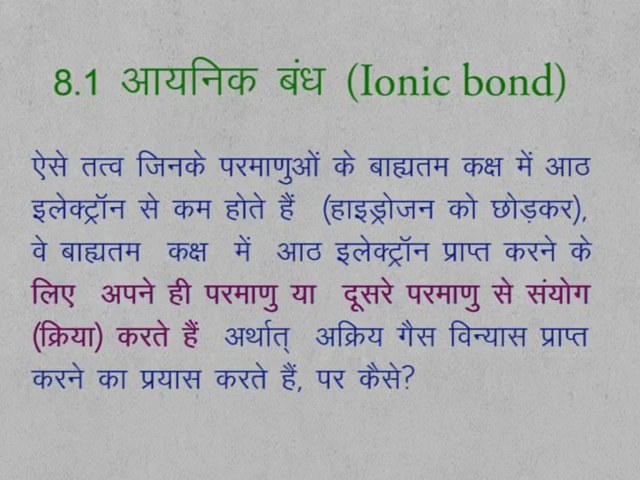 8.1 आयनिक बंध (Ionic bond)
ऐसे तत्व जिनके परमाणुओं के बाह्यतम कक्ष में आठ
इलेक्ट्रॉन से कम होते हैं (हाइड्रोजन को छोड़कर),
वे बाह्यतम कक्ष में आठ इलेक्ट्रॉन प्राप्त करने के
लिए अपने ही परमाणु या दूसरे परमाणु से संयोग
(क्रिया) करते हैं अर्थात् अक्रिय गैस विन्यास प्राप्त
करने का प्रयास करते हैं, पर कैसे?